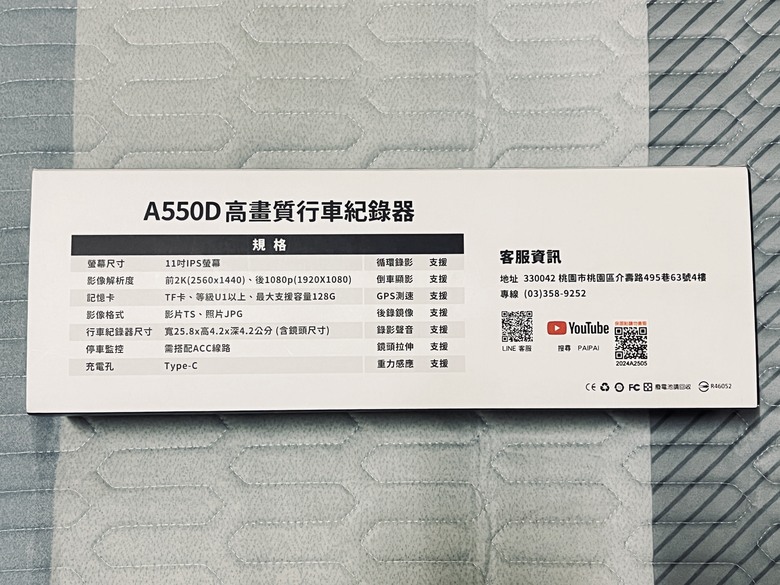 A550D 高畫質行車紀錄器
規格
螢幕尺寸 11吋IPS螢幕 循環錄影 支援
影像解析度 前2K(2560x1440)、後1080p(1920X1080) 倒車顯影 支援
記憶卡 TF卡、等級U1以上、最大支援容量128G GPS測速 支援
影像格式 影片TS、照片JPG 後錄鏡像 支援
行車紀錄器尺寸 寬25.8x高4.2x深4.2公分 (含鏡頭尺寸) 錄影聲音 支援
停車監控 需搭配ACC線路 鏡頭拉伸 支援
充電孔 Type-C 重力感應 支援
客服資訊
地址 330042 桃園市桃園區介壽路495巷63號4樓
專線 (03)358-9252
LINE 客服
YouTube
搜尋 PAIPAI
2024A2505
CE FC 廢電池請回收 R46052